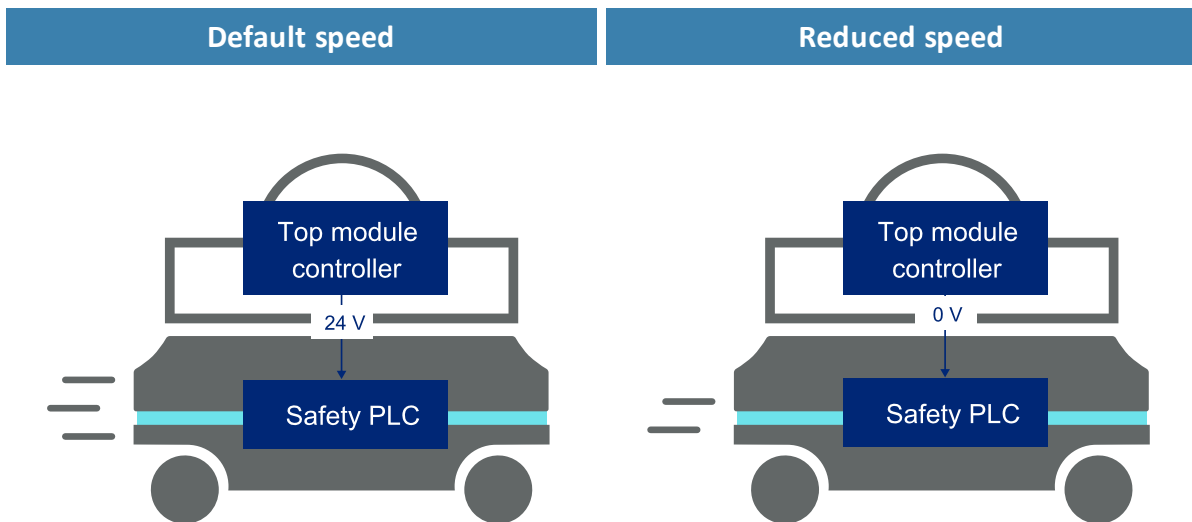 Default speed
Reduced speed
Top module
controller
24 V
Safety PLC
Top module
controller
0 V
Safety PLC